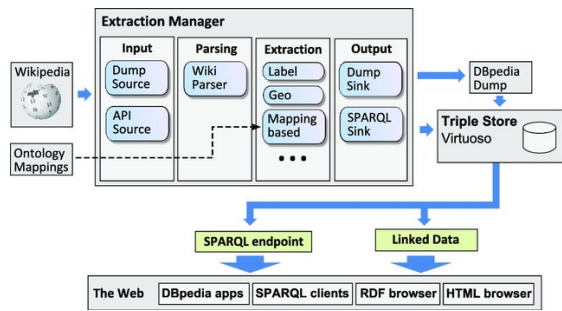 Extraction Manager
Input
Parsing
Extraction
Output
Wikipedia
Dump
Source
API
Source
Wiki
Parser
Label
Geo
Mapping
based
Dump
Sink
SPARQL
Sink
DBpedia
Dump
Triple Store
Virtuoso
Ontology
Mappings
SPARQL endpoint
Linked Data
The Web
DBpedia apps
SPARQL clients
RDF browser
HTML browser